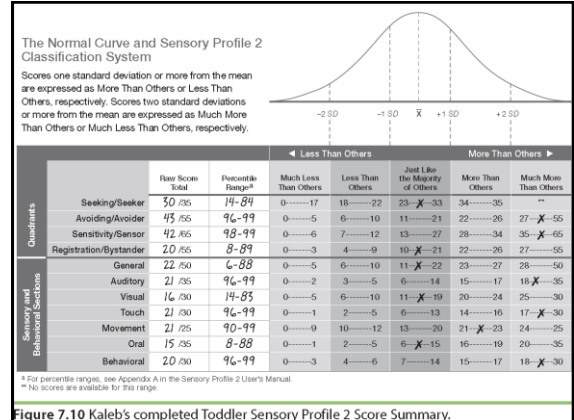 The Normal Curve and Sensory Profile 2
Classification System
Scores one standard deviation or more from the mean
are expressed as More Than Others or Less Than
Others, respectively. Scores two standard deviations
or more from the mean are expressed as Much More
Than Others or Much Less Than Others, respectively.
-2 SD -1 SD X̄ +1 SD +2 SD
◄ Less Than Others More Than Others ►
Raw Score Total Percentile Rangeª Much Less Than Others Less Than Others Just Like the Majority of Others More Than Others Much More Than Others
Quadrants
Seeking/Seeker 30 /35 14-84 0-------17 18-------22 23--X--33 34-------35 **
Avoiding/Avoider 43 /55 96-99 0-------5 6-------10 11-------21 22-------26 27--X--55
Sensitivity/Sensor 42 /65 98-99 0-------6 7-------12 13-------27 28-------34 35--X--65
Registration/Bystander 20 /55 8-89 0-------3 4-------9 10--X--21 22-------26 27-------55
Sensory and Behavioral Sections
General 22 /50 6-88 0-------5 6-------10 11--X--22 23-------27 28-------50
Auditory 21 /35 96-99 0-------2 3-------5 6-------14 15-------17 18-X-----35
Visual 16 /30 14-83 0-------5 6-------10 11--X--19 20-------24 25-------30
Touch 21 /30 96-99 0-------1 2-------5 6-------13 14-------16 17--X--30
Movement 21 /25 90-99 0-------9 10-------12 13-------20 21--X--23 24-------25
Oral 15 /35 8-88 0-------1 2-------5 6--X--15 16-------19 20-------35
Behavioral 20 /30 96-99 0-------3 4-------6 7-------14 15-------17 18--X--30
ª For percentile ranges, see Appendix A in the Sensory Profile 2 User's Manual.
** No scores are available for this range.
Figure 7.10 Kaleb's completed Toddler Sensory Profile 2 Score Summary.